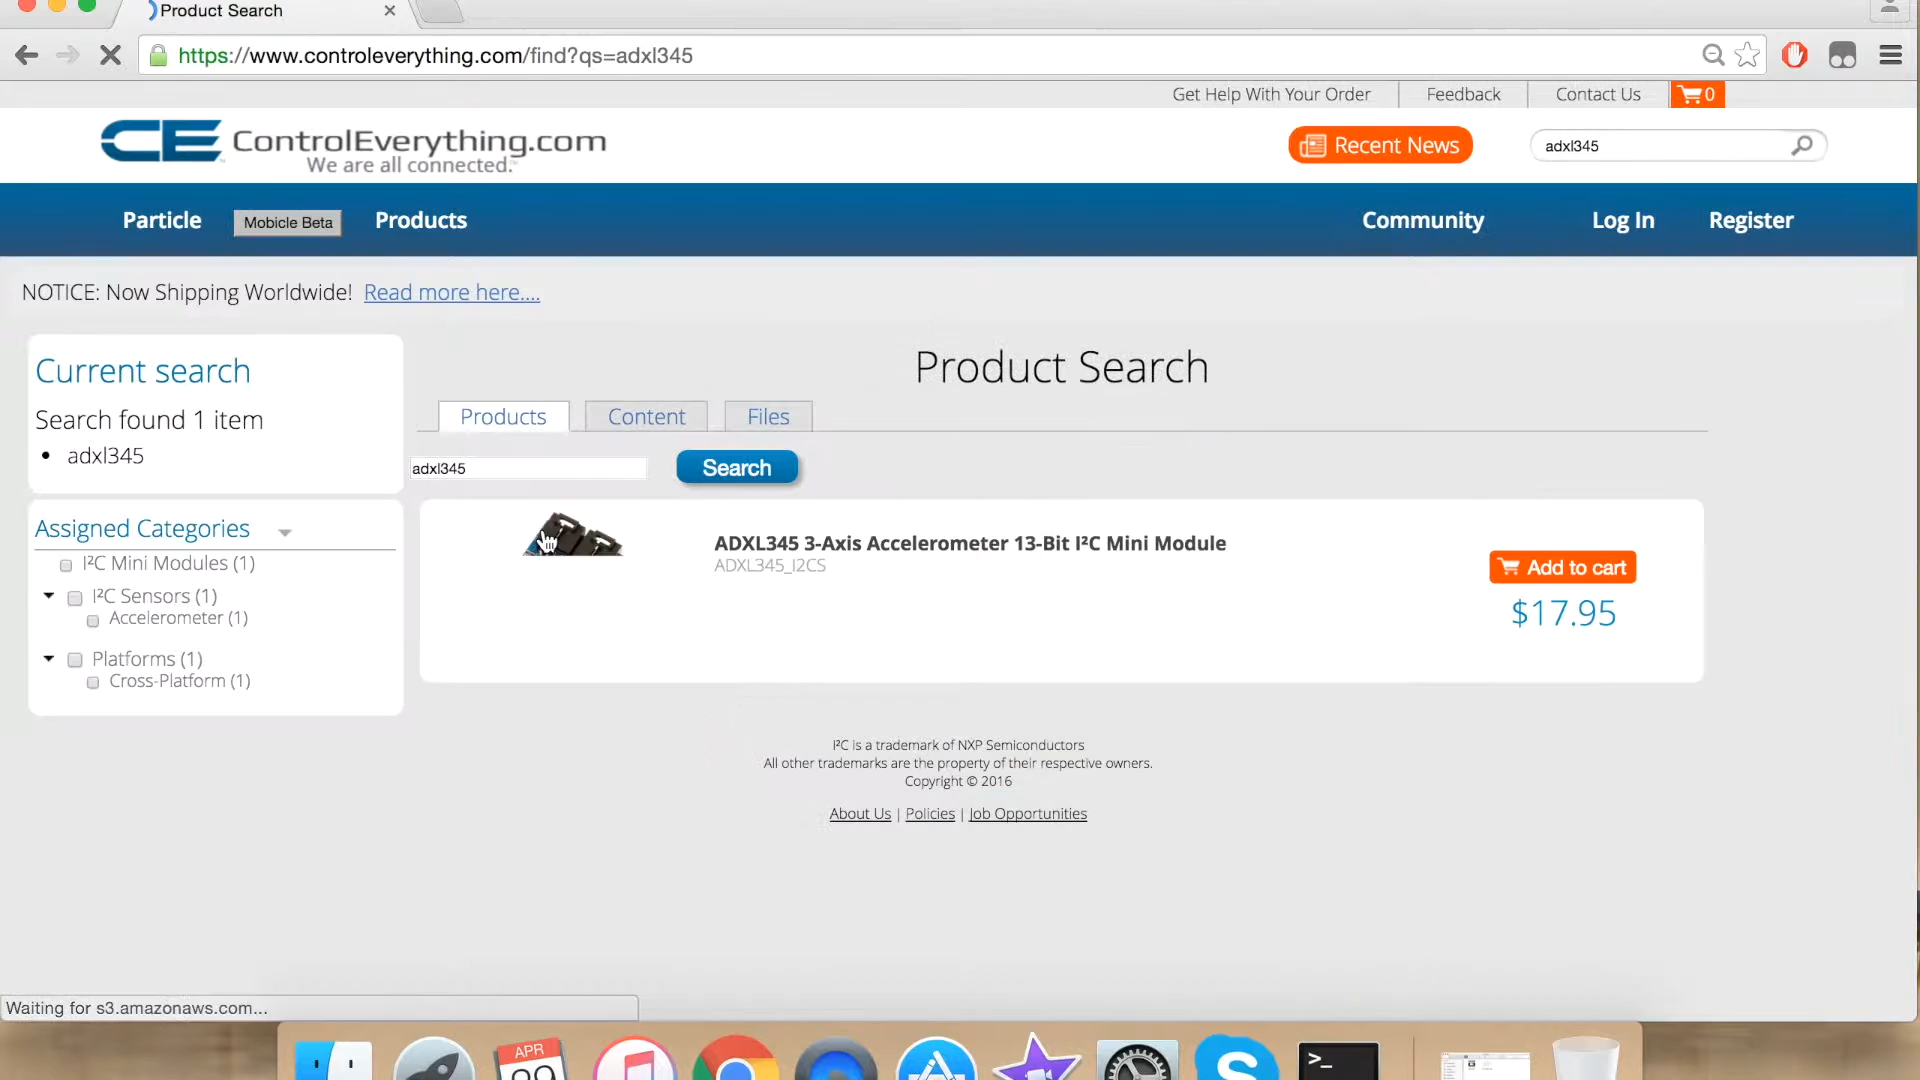 Product Search
https://www.controleverything.com/find?qs=adxl345
Get Help With Your Order
Feedback
Contact Us
0
CE ControlEverything.com
We are all connected.
Recent News
adxl345
Particle
Mobicle Beta
Products
Community
Log In
Register
NOTICE: Now Shipping Worldwide! Read more here....
Current search
Search found 1 item
• adxl345
Product Search
Products
Content
Files
adxl345
Search
Assigned Categories
I²C Mini Modules (1)
I²C Sensors (1)
Accelerometer (1)
Platforms (1)
Cross-Platform (1)
ADXL345 3-Axis Accelerometer 13-Bit I²C Mini Module
ADXL345_I2CS
Add to cart
$17.95
I²C is a trademark of NXP Semiconductors
All other trademarks are the property of their respective owners.
Copyright © 2016
About Us | Policies | Job Opportunities
Waiting for s3.amazonaws.com...
APR
S
>_